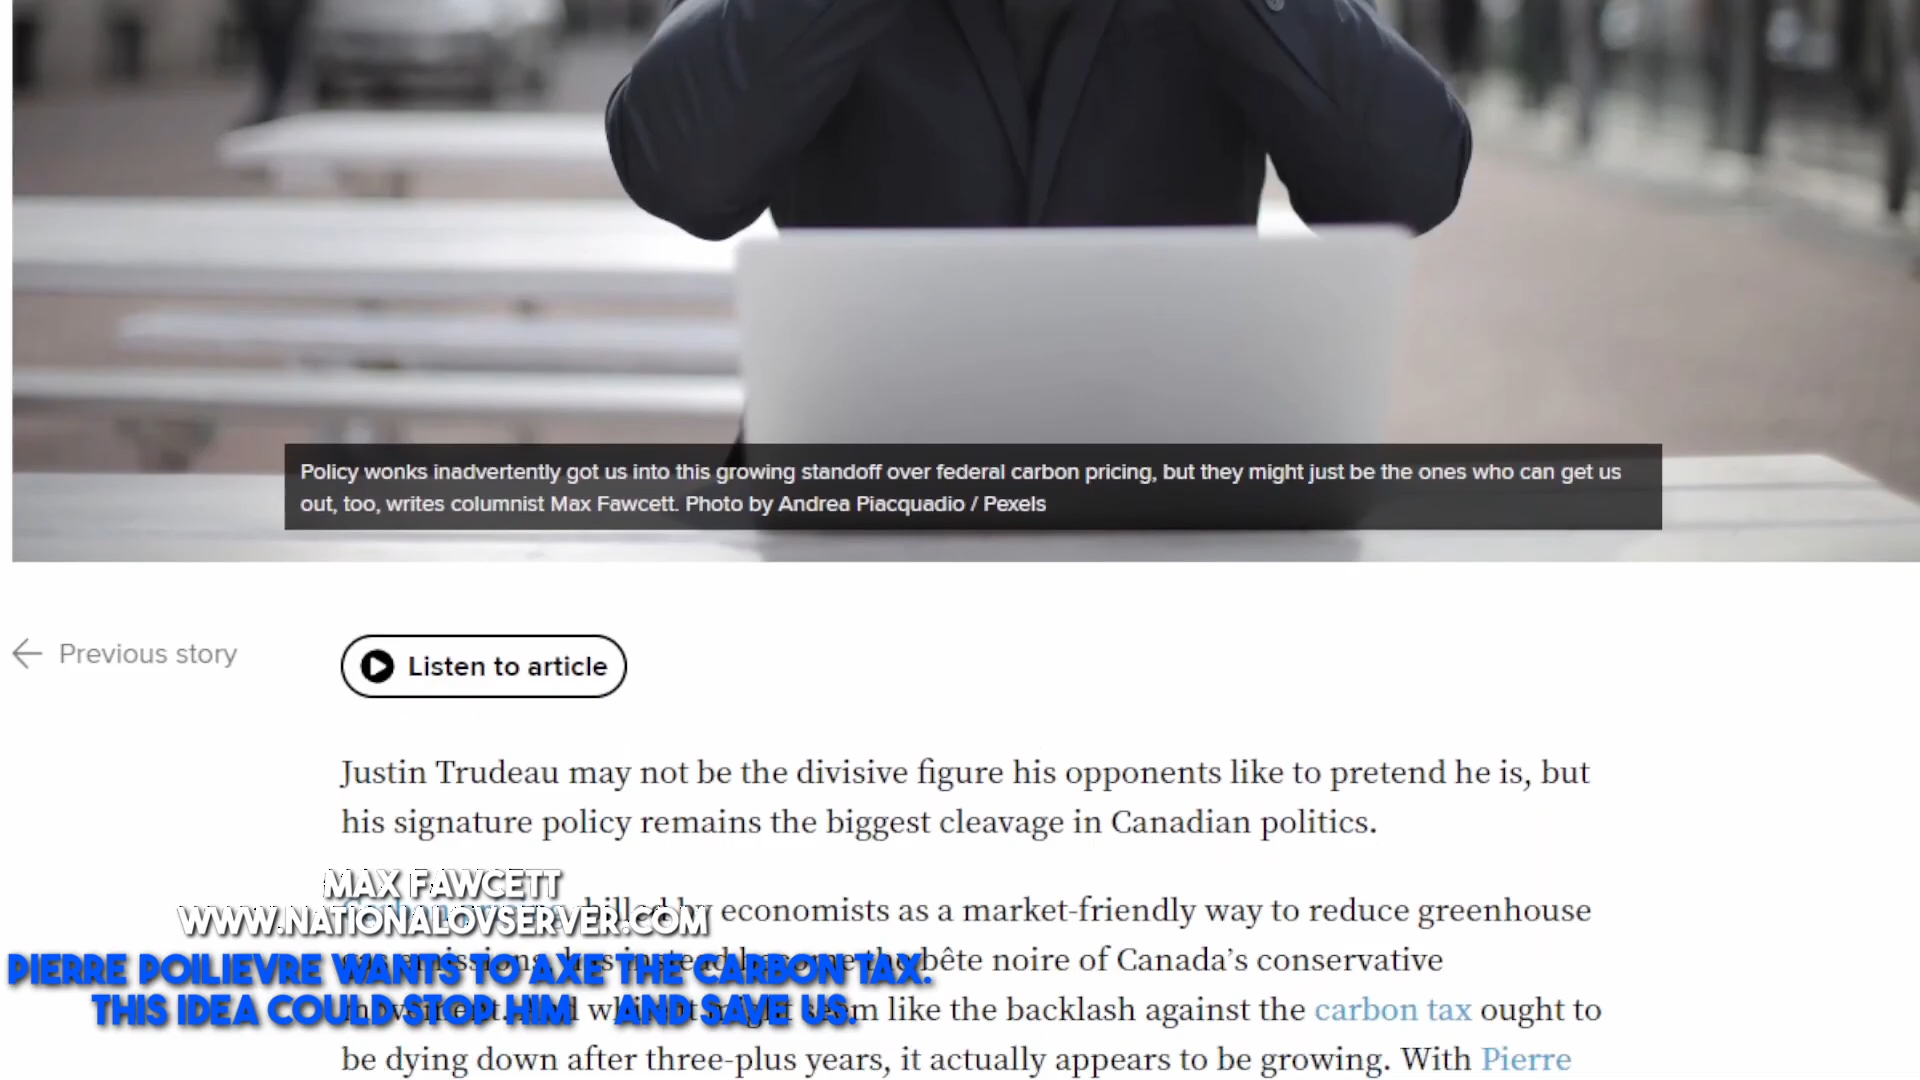 Policy wonks inadvertently got us into this growing standoff over federal carbon pricing, but they might just be the ones who can get us
out, too, writes columnist Max Fawcett. Photo by Andrea Piacquadio / Pexels
Previous story
Listen to article
Justin Trudeau may not be the divisive figure his opponents like to pretend he is, but
his signature policy remains the biggest cleavage in Canadian politics.
MAX FAWCETT
billed by economists as a market-friendly way to reduce greenhouse
WWW.NATIONALOVSERVER.COM
bête noire of Canada's conservative
PIERRE POILIEVRE WANTS TO AXE THE CARBON TAX.
like the backlash against the carbon tax ought to
THIS IDEA COULD STOP HIM AND SAVE US.
be dying down after three-plus years, it actually appears to be growing. With Pierre